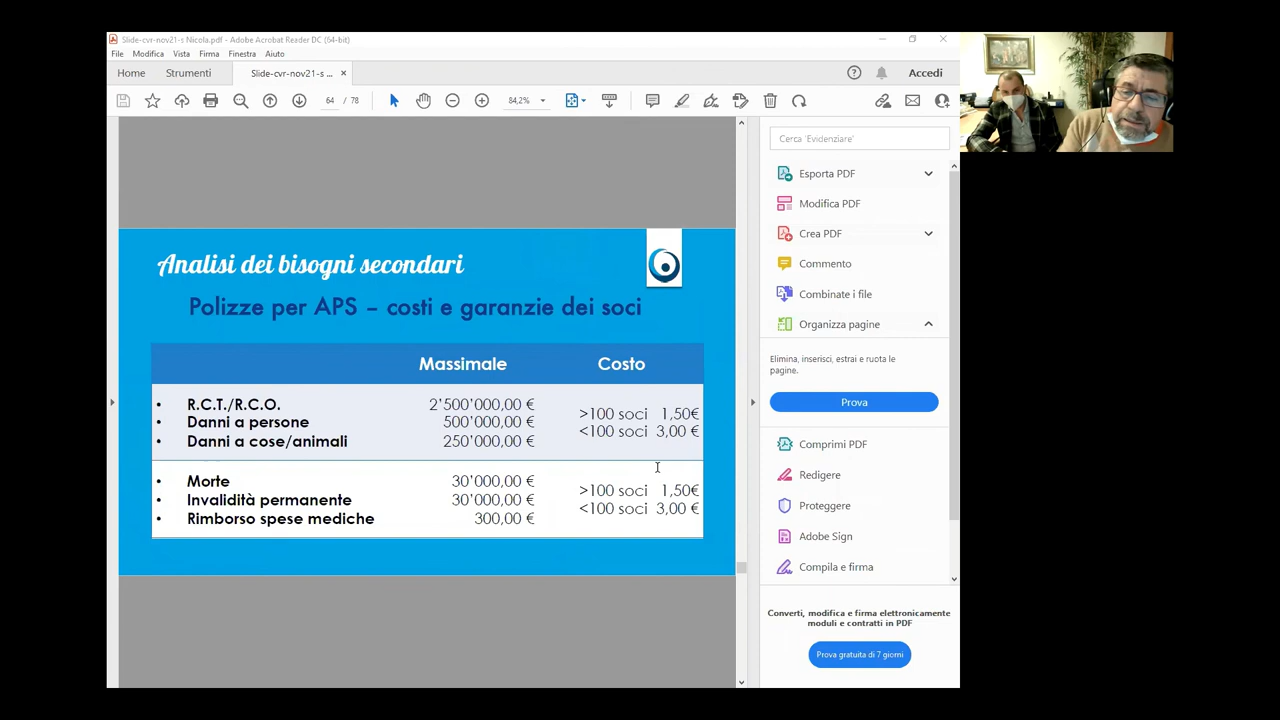 Slide-cvr-nov21-s Nicola.pdf - Adobe Acrobat Reader DC (64-bit)
File Modifica Vista Firma Finestra Aiuto
Home Strumenti Slide-cvr-nov21-s ... × Accedi
64 / 78 84,2%
Cerca 'Evidenziare'
Esporta PDF
Modifica PDF
Crea PDF
Commento
Combinate i file
Organizza pagine
Elimina, inserisci, estrai e ruota le
pagine.
Prova
Comprimi PDF
Redigere
Proteggere
Adobe Sign
Compila e firma
Converti, modifica e firma elettronicamente
moduli e contratti in PDF
Prova gratuita di 7 giorni
Analisi dei bisogni secondari
Polizze per APS – costi e garanzie dei soci
Massimale Costo
• R.C.T./R.C.O. 2'500'000,00 €
• Danni a persone 500'000,00 €
• Danni a cose/animali 250'000,00 €
>100 soci 1,50€
<100 soci 3,00 €
• Morte 30'000,00 €
• Invalidità permanente 30'000,00 €
• Rimborso spese mediche 300,00 €
>100 soci 1,50€
<100 soci 3,00 €